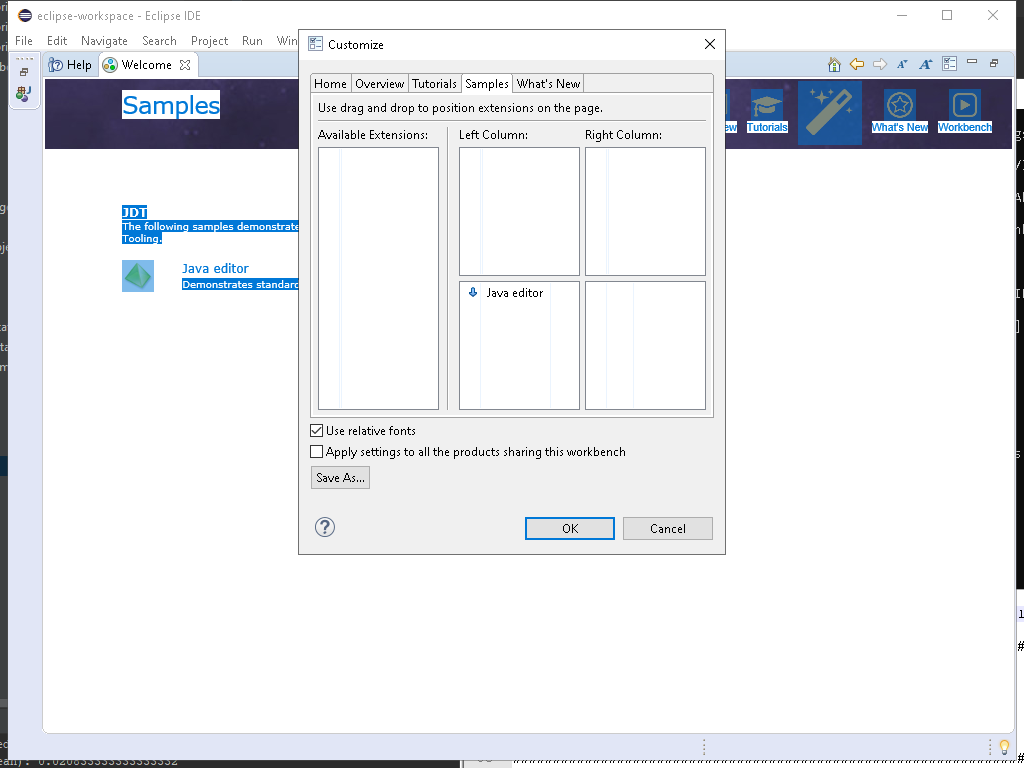 eclipse-workspace - Eclipse IDE
File Edit Navigate Search Project Run Win
Customize
Help Welcome
Home Overview Tutorials Samples What's New
Use drag and drop to position extensions on the page.
Samples
Tutorials What's New Workbench
Available Extensions: Left Column: Right Column:
JDT
The following samples demonstrate
Tooling.
Java editor
Demonstrates standard
Java editor
Use relative fonts
Apply settings to all the products sharing this workbench
Save As...
OK Cancel